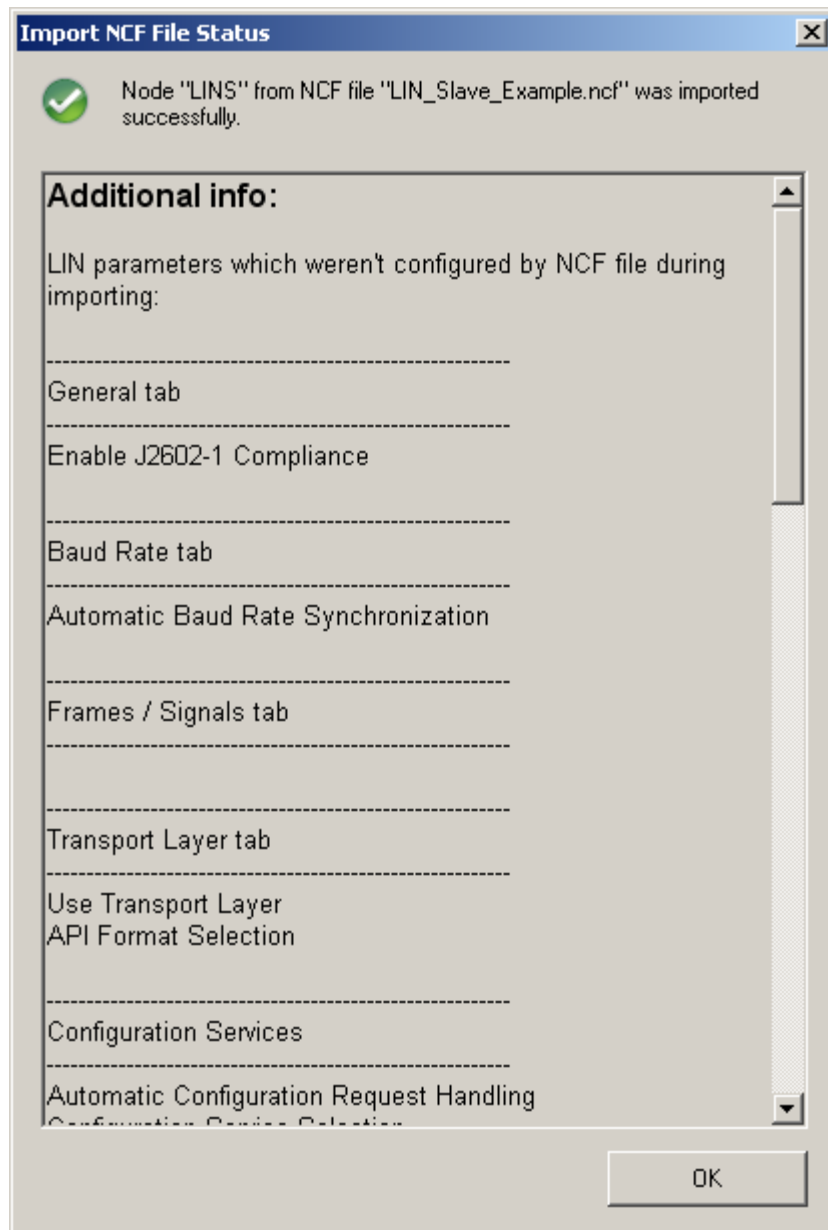 Import NCF File Status
Node "LINS" from NCF file "LIN_Slave_Example.ncf" was imported
successfully.
Additional info:
LIN parameters which weren't configured by NCF file during
importing:
----------------------------------------------------------
General tab
----------------------------------------------------------
Enable J2602-1 Compliance
----------------------------------------------------------
Baud Rate tab
----------------------------------------------------------
Automatic Baud Rate Synchronization
----------------------------------------------------------
Frames / Signals tab
----------------------------------------------------------
----------------------------------------------------------
Transport Layer tab
----------------------------------------------------------
Use Transport Layer
API Format Selection
----------------------------------------------------------
Configuration Services
----------------------------------------------------------
Automatic Configuration Request Handling
Configuration Service Selection
OK